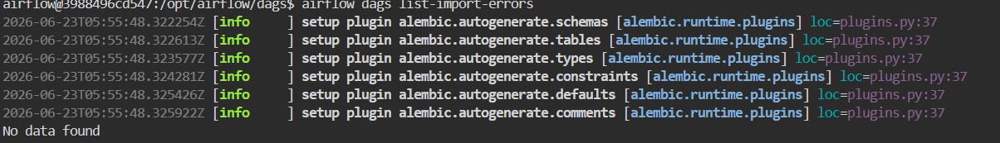 airflow@3988496cd547:/opt/airflow/dags$ airflow dags list-import-errors
2026-06-23T05:55:48.322254Z [info     ] setup plugin alembic.autogenerate.schemas [alembic.runtime.plugins] loc=plugins.py:37
2026-06-23T05:55:48.322613Z [info     ] setup plugin alembic.autogenerate.tables [alembic.runtime.plugins] loc=plugins.py:37
2026-06-23T05:55:48.323577Z [info     ] setup plugin alembic.autogenerate.types [alembic.runtime.plugins] loc=plugins.py:37
2026-06-23T05:55:48.324281Z [info     ] setup plugin alembic.autogenerate.constraints [alembic.runtime.plugins] loc=plugins.py:37
2026-06-23T05:55:48.325426Z [info     ] setup plugin alembic.autogenerate.defaults [alembic.runtime.plugins] loc=plugins.py:37
2026-06-23T05:55:48.325922Z [info     ] setup plugin alembic.autogenerate.comments [alembic.runtime.plugins] loc=plugins.py:37
No data found